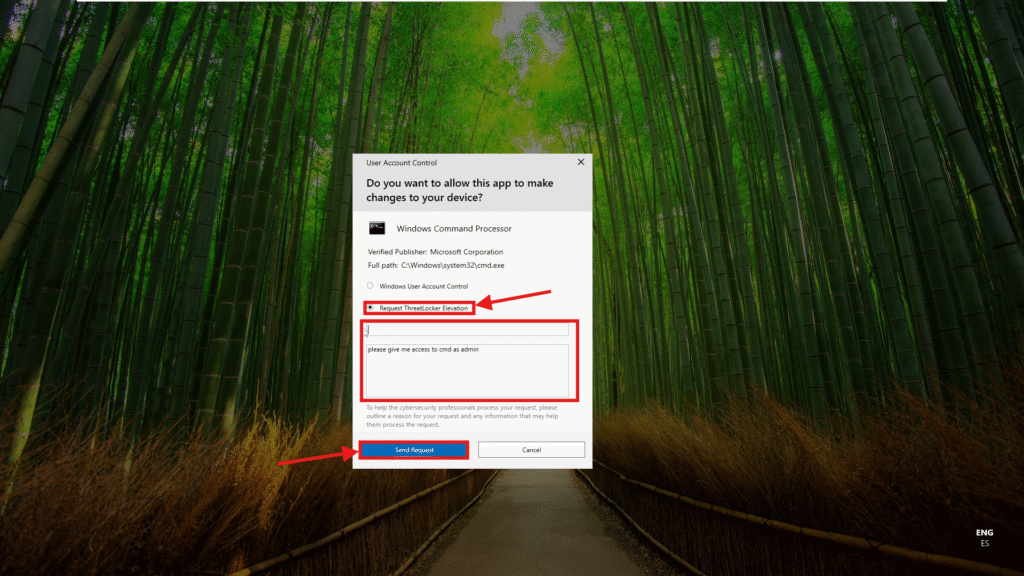 User Account Control
Do you want to allow this app to make
changes to your device?
Windows Command Processor
Verified Publisher: Microsoft Corporation
Full path: C:\Windows\system32\cmd.exe
Windows User Account Control
Request ThreatLocker Elevation
please give me access to cmd as admin
To help the cybersecurity professionals process your request, please
outline a reason for your request and any information that may help
them process the request.
Send Request
Cancel
ENG
ES